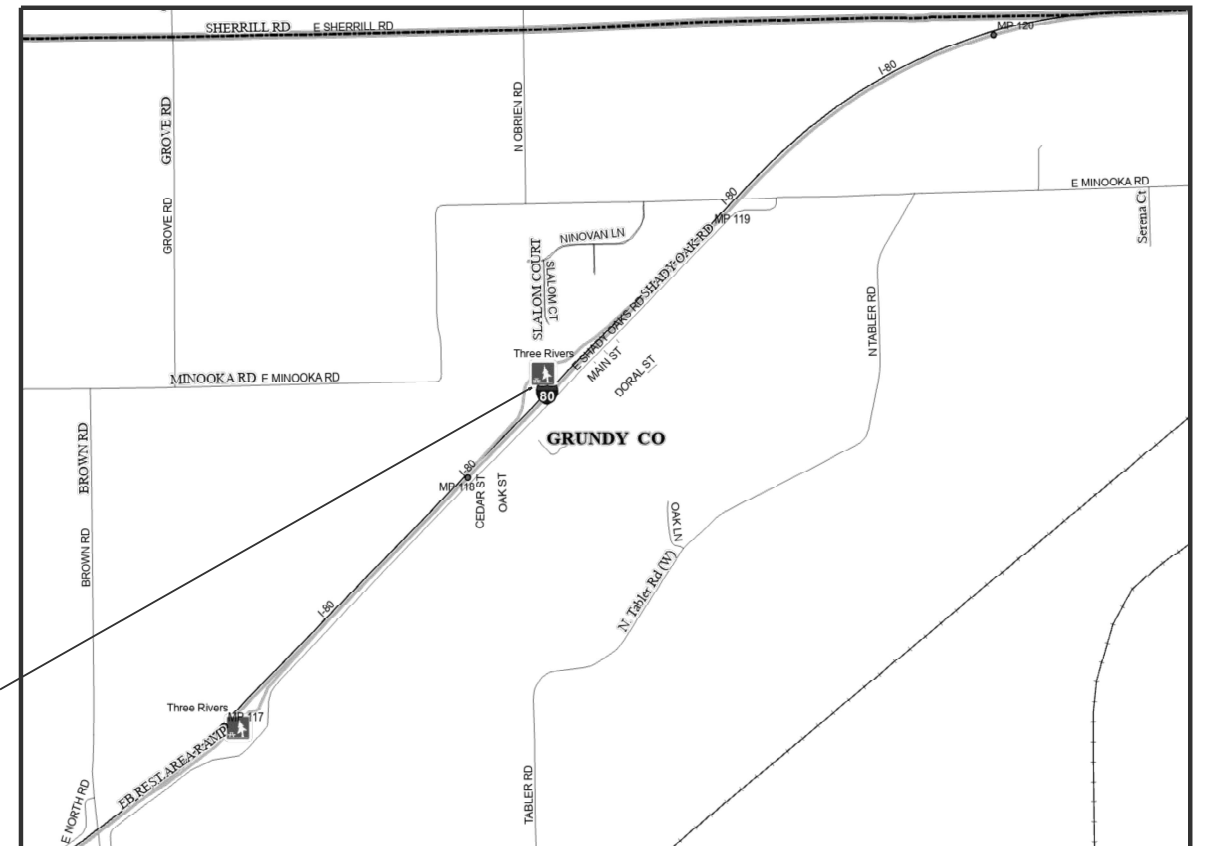 SHERRILL RD
E SHERRILL RD
MP 120
I-80
GROVE RD
N OBRIEN RD
E MINOOKA RD
I-80
MP 119
GROVE RD
Serena Ct
NINOVAN LN
SLALOM COURT
SLALOM CT
SHADY OAK RD
E SHADY OAKS RD
N TABLER RD
Three Rivers
MAIN ST
DORAL ST
MINOOKA RD
E MINOOKA RD
80
GRUNDY CO
BROWN RD
I-80
MP 118
CEDAR ST
OAK ST
OAK LN
BROWN RD
N. Tabler Rd (W)
I-80
Three Rivers
MP 117
EB REST AREA RAMP
TABLER RD
E NORTH RD